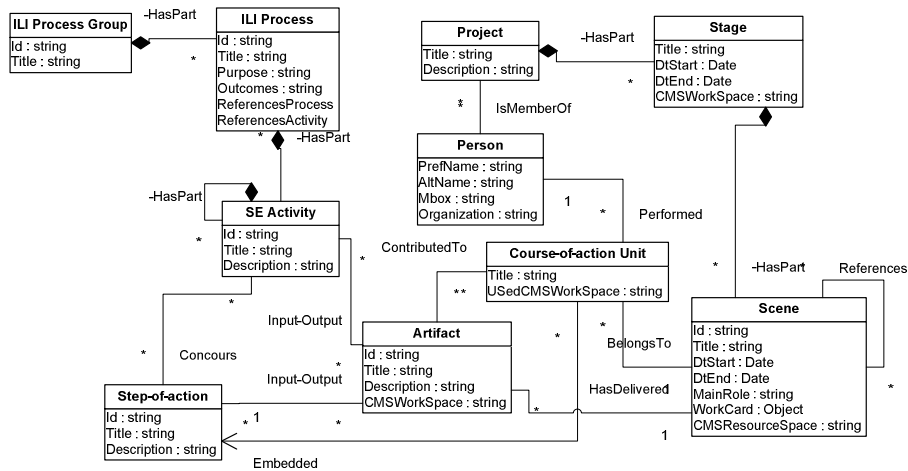 ILI Process Group
Id : string
Title : string
-HasPart
*
ILI Process
Id : string
Title : string
Purpose : string
Outcomes : string
ReferencesProcess
ReferencesActivity
*
-HasPart
Project
Title : string
Description : string
-HasPart
*
Stage
Title : string
DtStart : Date
DtEnd : Date
CMSWorkSpace : string
*
*
IsMemberOf
Person
PrefName : string
AltName : string
Mbox : string
Organization : string
1
*
Performed
-HasPart
*
SE Activity
Id : string
Title : string
Description : string
*
*
ContributedTo
Course-of-action Unit
Title : string
USedCMSWorkSpace : string
**
*
*
*
-HasPart
*
References
*
Scene
Id : string
Title : string
DtStart : Date
DtEnd : Date
MainRole : string
WorkCard : Object
CMSResourceSpace : string
BelongsTo
HasDelivered
1
*
1
Input-Output
*
Artifact
Id : string
Title : string
Description : string
CMSWorkSpace : string
*
Concours
Input-Output
Step-of-action
Id : string
Title : string
Description : string
1
*
*
Embedded